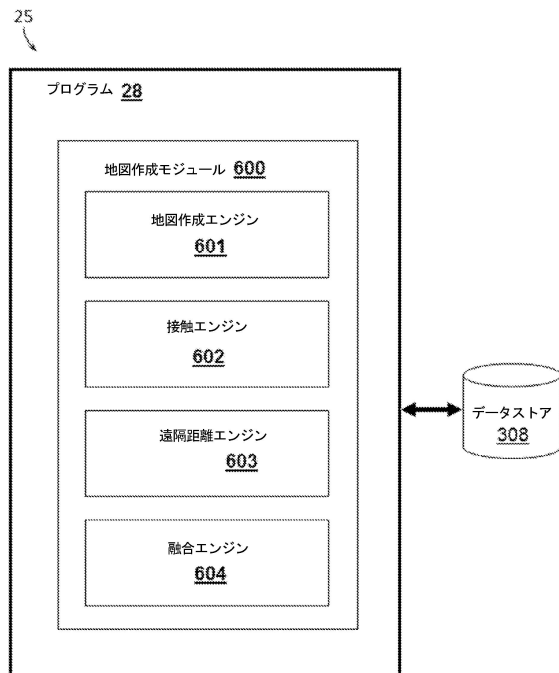 25
プログラム 28
地図作成モジュール 600
地図作成エンジン
601
接触エンジン
602
遠隔距離エンジン
603
融合エンジン
604
データストア
308